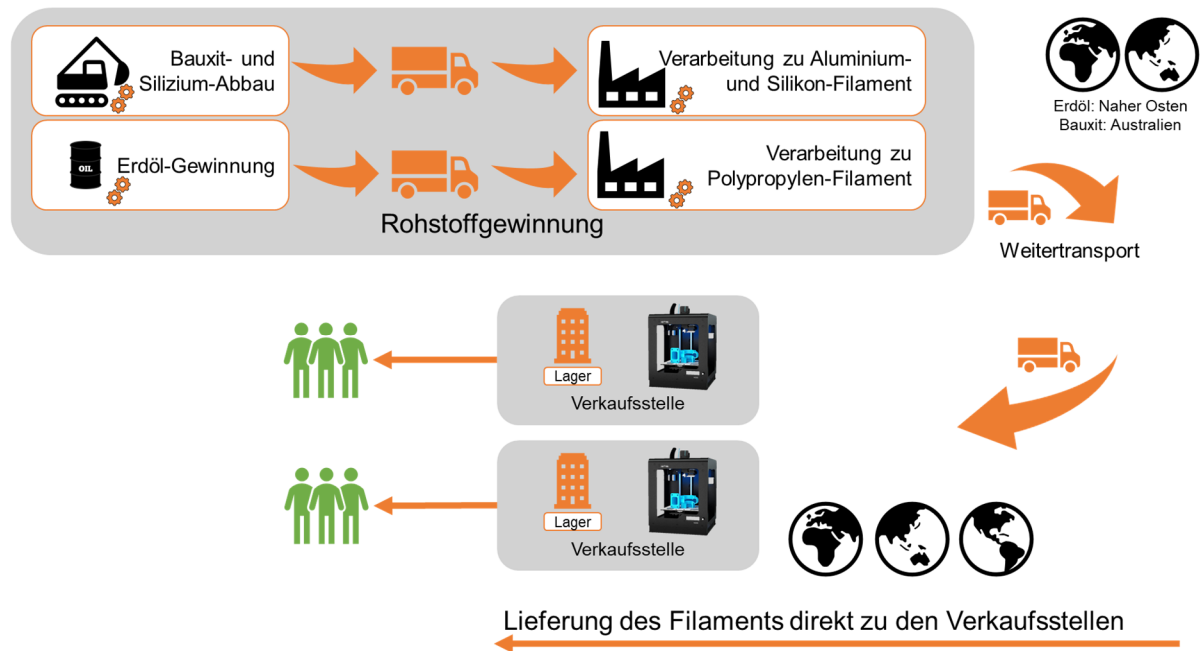 Bauxit- und
Silizium-Abbau
Verarbeitung zu Aluminium-
und Silikon-Filament
Erdöl: Naher Osten
Bauxit: Australien
OIL
Erdöl-Gewinnung
Verarbeitung zu
Polypropylen-Filament
Rohstoffgewinnung
Weitertransport
Lager
Verkaufsstelle
Lager
Verkaufsstelle
Lieferung des Filaments direkt zu den Verkaufsstellen